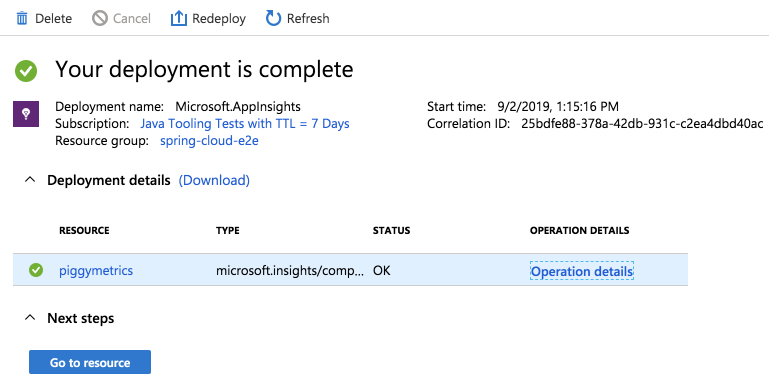 Delete Cancel Redeploy Refresh
Your deployment is complete
Deployment name: Microsoft.AppInsights Start time: 9/2/2019, 1:15:16 PM
Subscription: Java Tooling Tests with TTL = 7 Days Correlation ID: 25bdfe88-378a-42db-931c-c2ea4dbd40ac
Resource group: spring-cloud-e2e
Deployment details (Download)
RESOURCE TYPE STATUS OPERATION DETAILS
piggymetrics microsoft.insights/comp... OK Operation details
Next steps
Go to resource